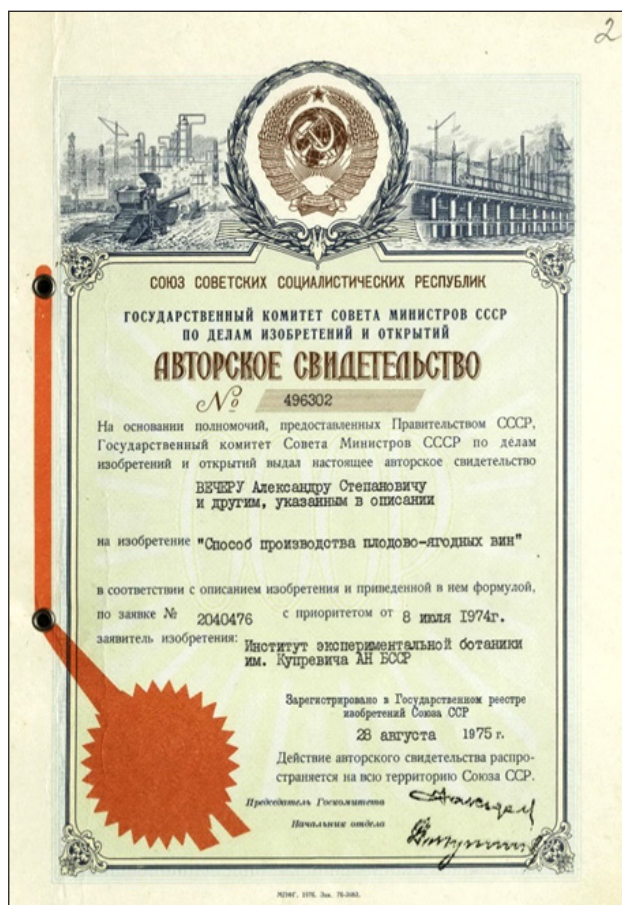 2
СОЮЗ СОВЕТСКИХ СОЦИАЛИСТИЧЕСКИХ РЕСПУБЛИК
ГОСУДАРСТВЕННЫЙ КОМИТЕТ СОВЕТА МИНИСТРОВ СССР
ПО ДЕЛАМ ИЗОБРЕТЕНИЙ И ОТКРЫТИЙ
АВТОРСКОЕ СВИДЕТЕЛЬСТВО
№ 496302
На основании полномочий, предоставленных Правительством СССР,
Государственный комитет Совета Министров СССР по делам
изобретений и открытий выдал настоящее авторское свидетельство
ВЕЧЕРУ Александру Степановичу
и другим, указанным в описании
на изобретение "Способ производства плодово-ягодных вин"
в соответствии с описанием изобретения и приведенной в нем формулой,
по заявке № 2040476 с приоритетом от 8 июля 1974г.
заявитель изобретения: Институт экспериментальной ботаники
им. Купревича АН БССР
Зарегистрировано в Государственном реестре
изобретений Союза ССР
28 августа 1975 г.
Действие авторского свидетельства распро-
страняется на всю территорию Союза ССР.
Председатель Госкомитета
Начальник отдела